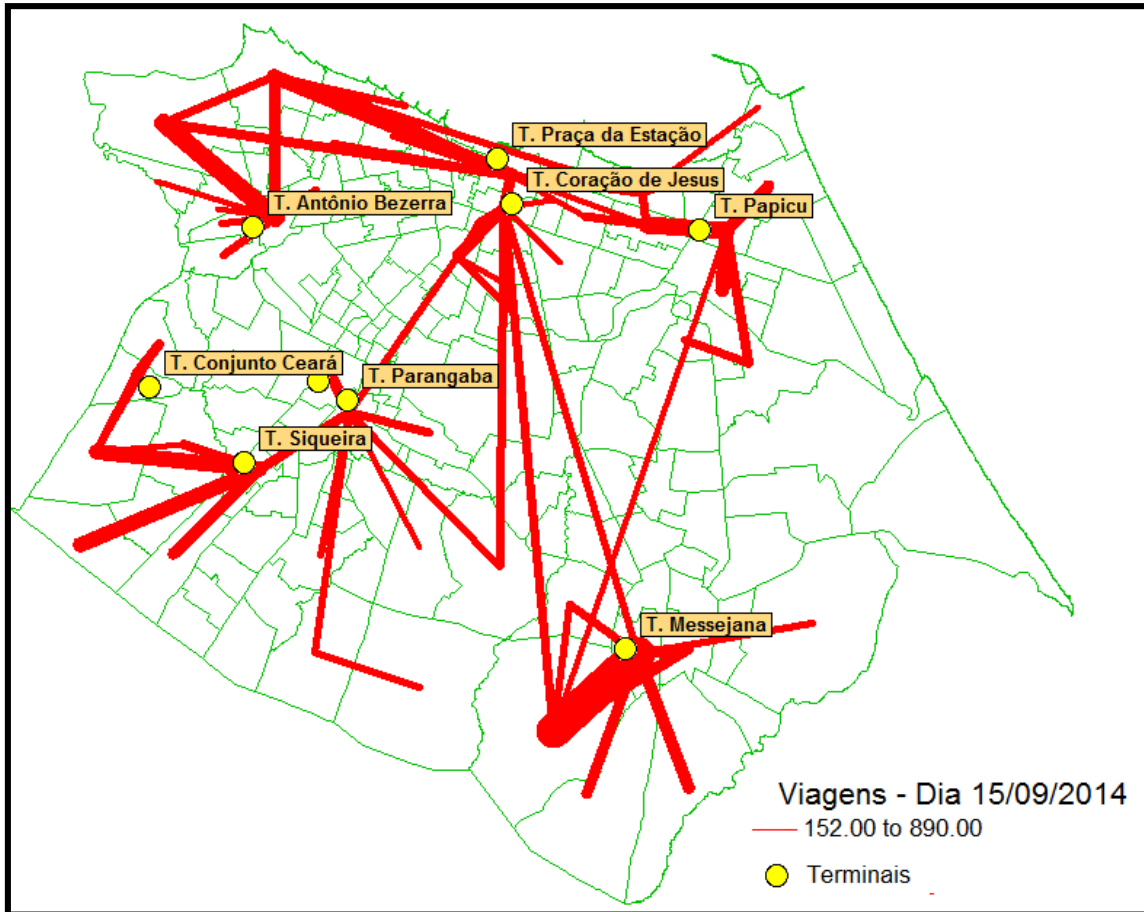 T. Praça da Estação
T. Coração de Jesus
T. Antônio Bezerra
T. Papicu
T. Conjunto Ceará
T. Parangaba
T. Siqueira
T. Messejana
Viagens - Dia 15/09/2014
152.00 to 890.00
Terminais